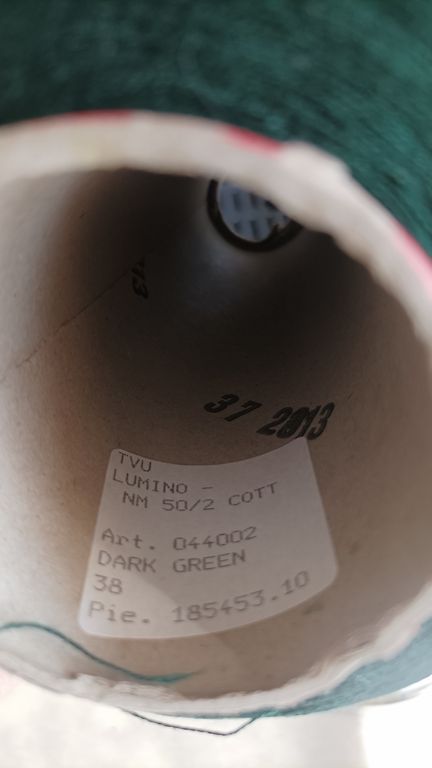 37 2013
TVU
LUMINO -
NM 50/2 COTT
Art. 044002
DARK GREEN
38
Pie. 185453.10